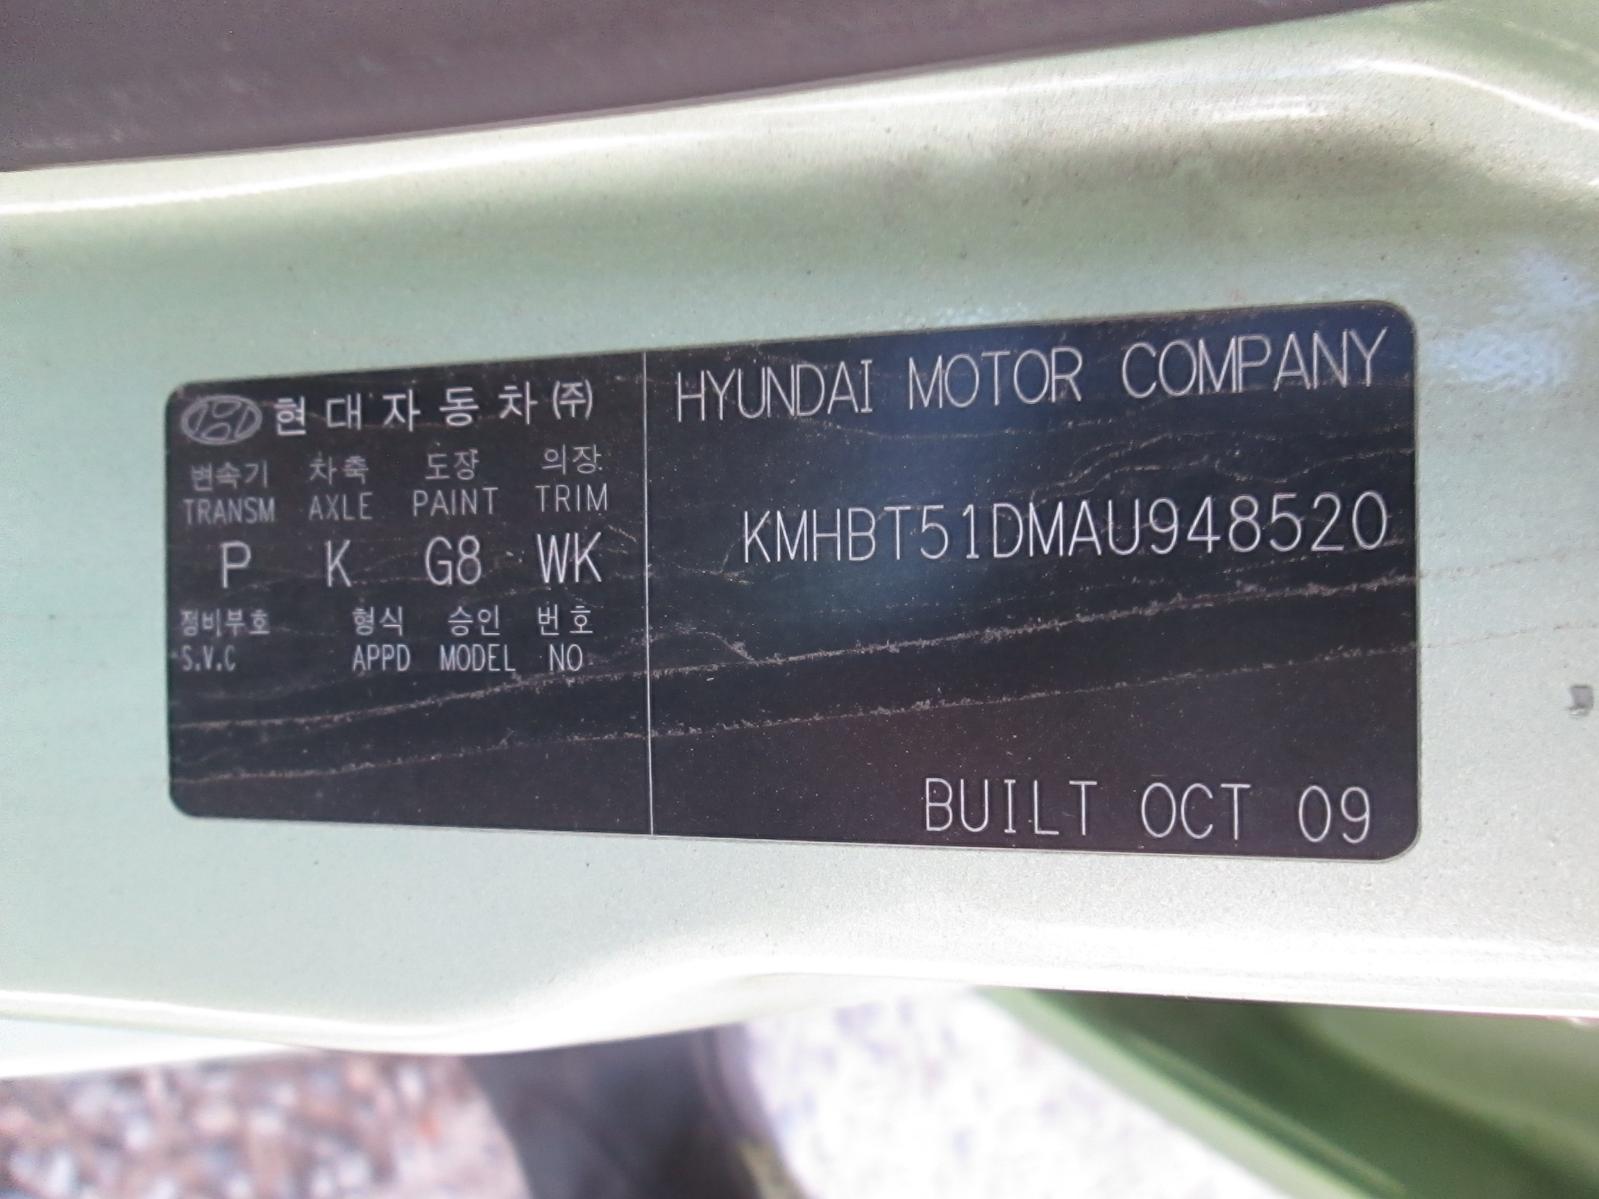 현대자동차(주)
변속기 차축 도장 의장
TRANSM AXLE PAINT TRIM
P K G8 WK
정비부호 형식 승인 번호
S.V.C APPD MODEL NO
HYUNDAI MOTOR COMPANY
KMHBT51DMAU948520
BUILT OCT 09